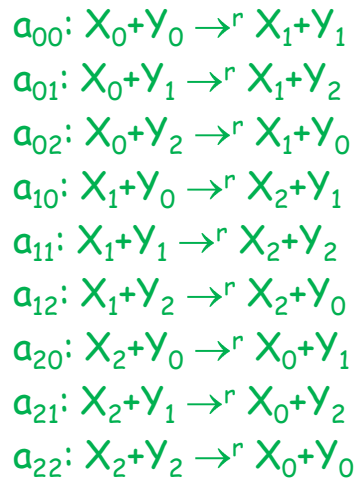 a₀₀: X₀+Y₀ →ʳ X₁+Y₁
a₀₁: X₀+Y₁ →ʳ X₁+Y₂
a₀₂: X₀+Y₂ →ʳ X₁+Y₀
a₁₀: X₁+Y₀ →ʳ X₂+Y₁
a₁₁: X₁+Y₁ →ʳ X₂+Y₂
a₁₂: X₁+Y₂ →ʳ X₂+Y₀
a₂₀: X₂+Y₀ →ʳ X₀+Y₁
a₂₁: X₂+Y₁ →ʳ X₀+Y₂
a₂₂: X₂+Y₂ →ʳ X₀+Y₀